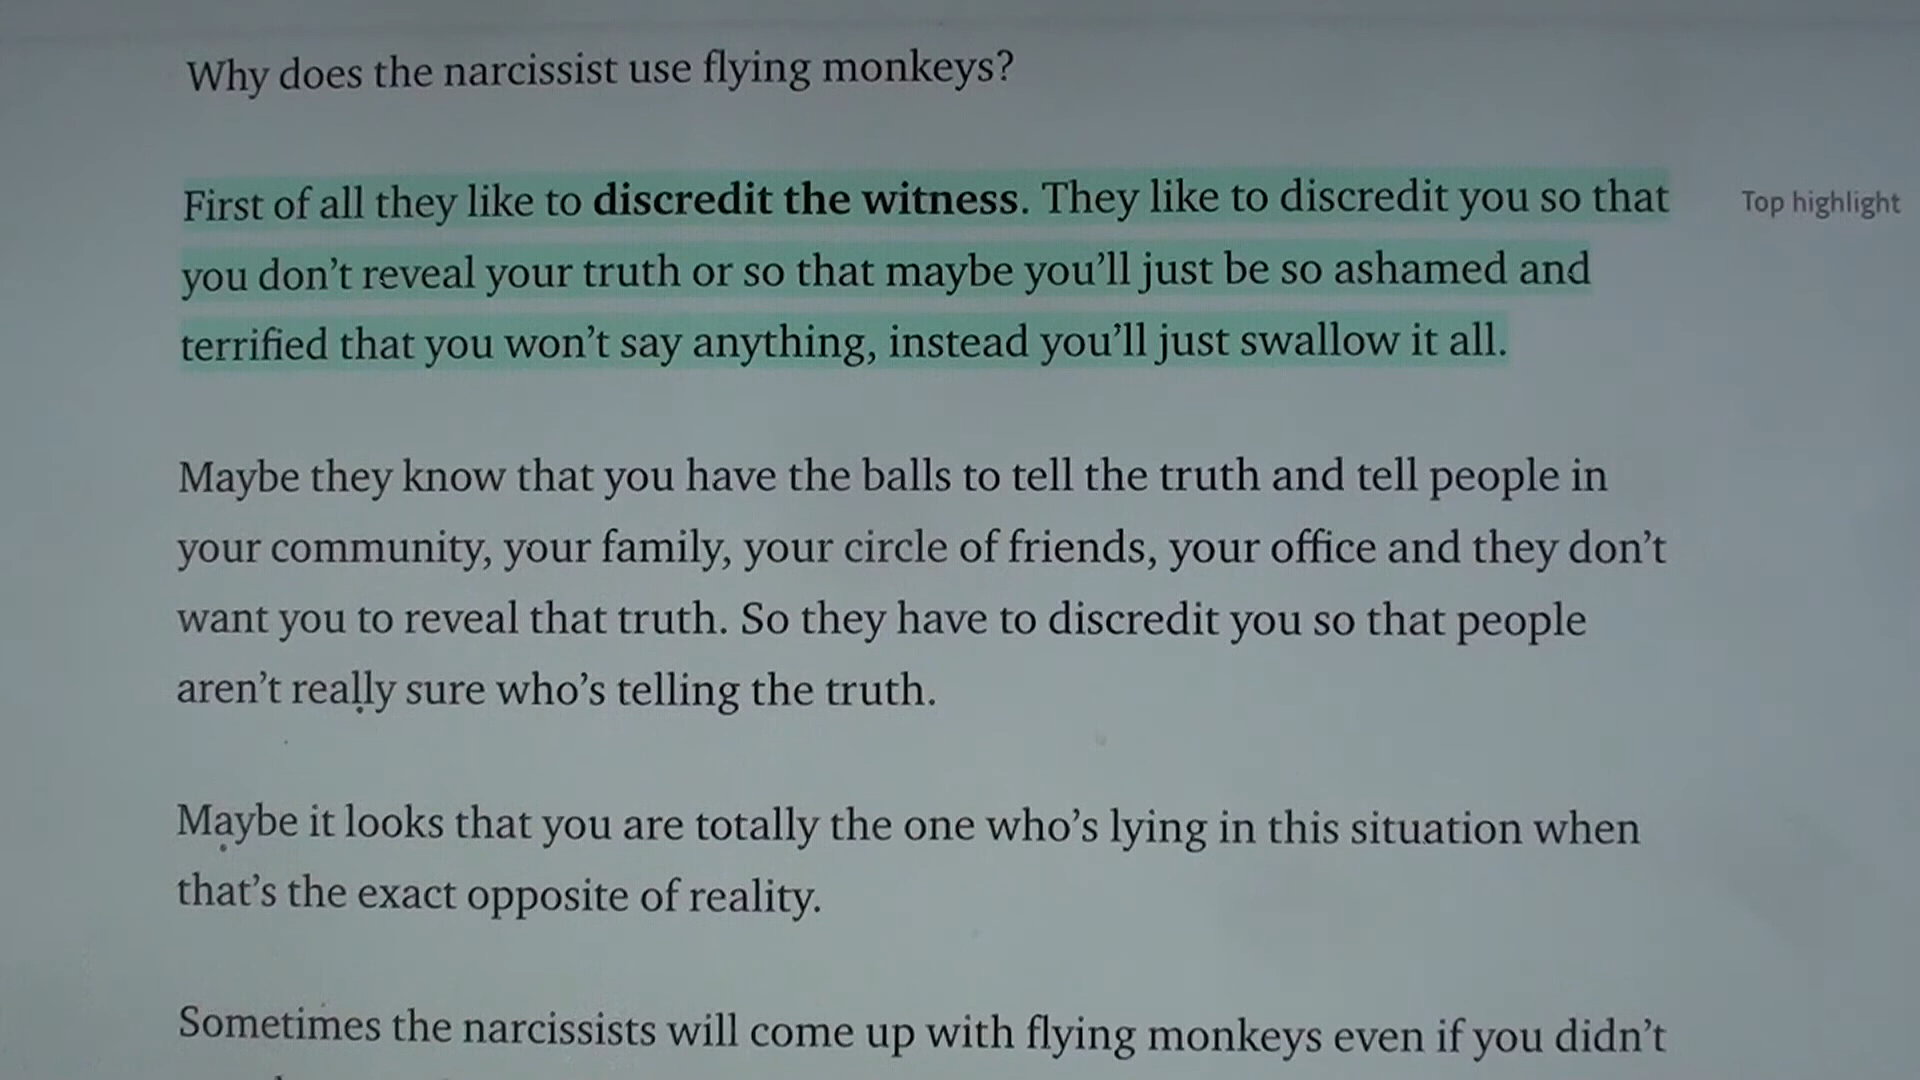 Why does the narcissist use flying monkeys?
First of all they like to discredit the witness. They like to discredit you so that
Top highlight
you don’t reveal your truth or so that maybe you’ll just be so ashamed and
terrified that you won’t say anything, instead you’ll just swallow it all.
Maybe they know that you have the balls to tell the truth and tell people in
your community, your family, your circle of friends, your office and they don’t
want you to reveal that truth. So they have to discredit you so that people
aren’t really sure who’s telling the truth.
Maybe it looks that you are totally the one who’s lying in this situation when
that’s the exact opposite of reality.
Sometimes the narcissists will come up with flying monkeys even if you didn’t